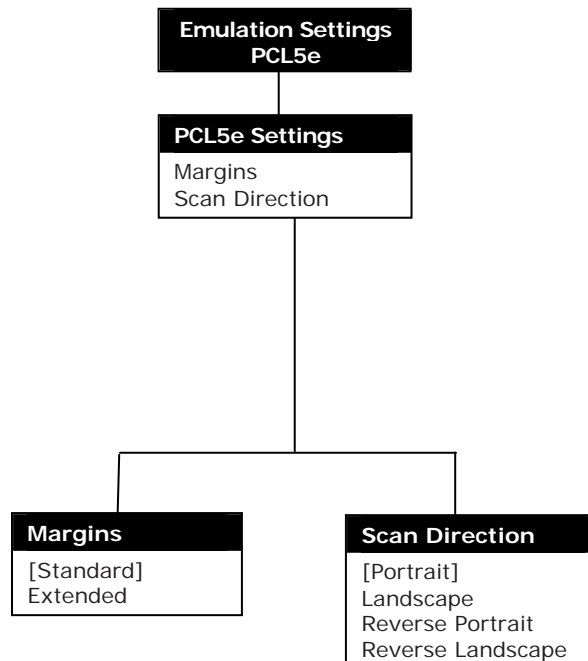 Emulation Settings
PCL5e
PCL5e Settings
Margins
Scan Direction
Margins
[Standard]
Extended
Scan Direction
[Portrait]
Landscape
Reverse Portrait
Reverse Landscape